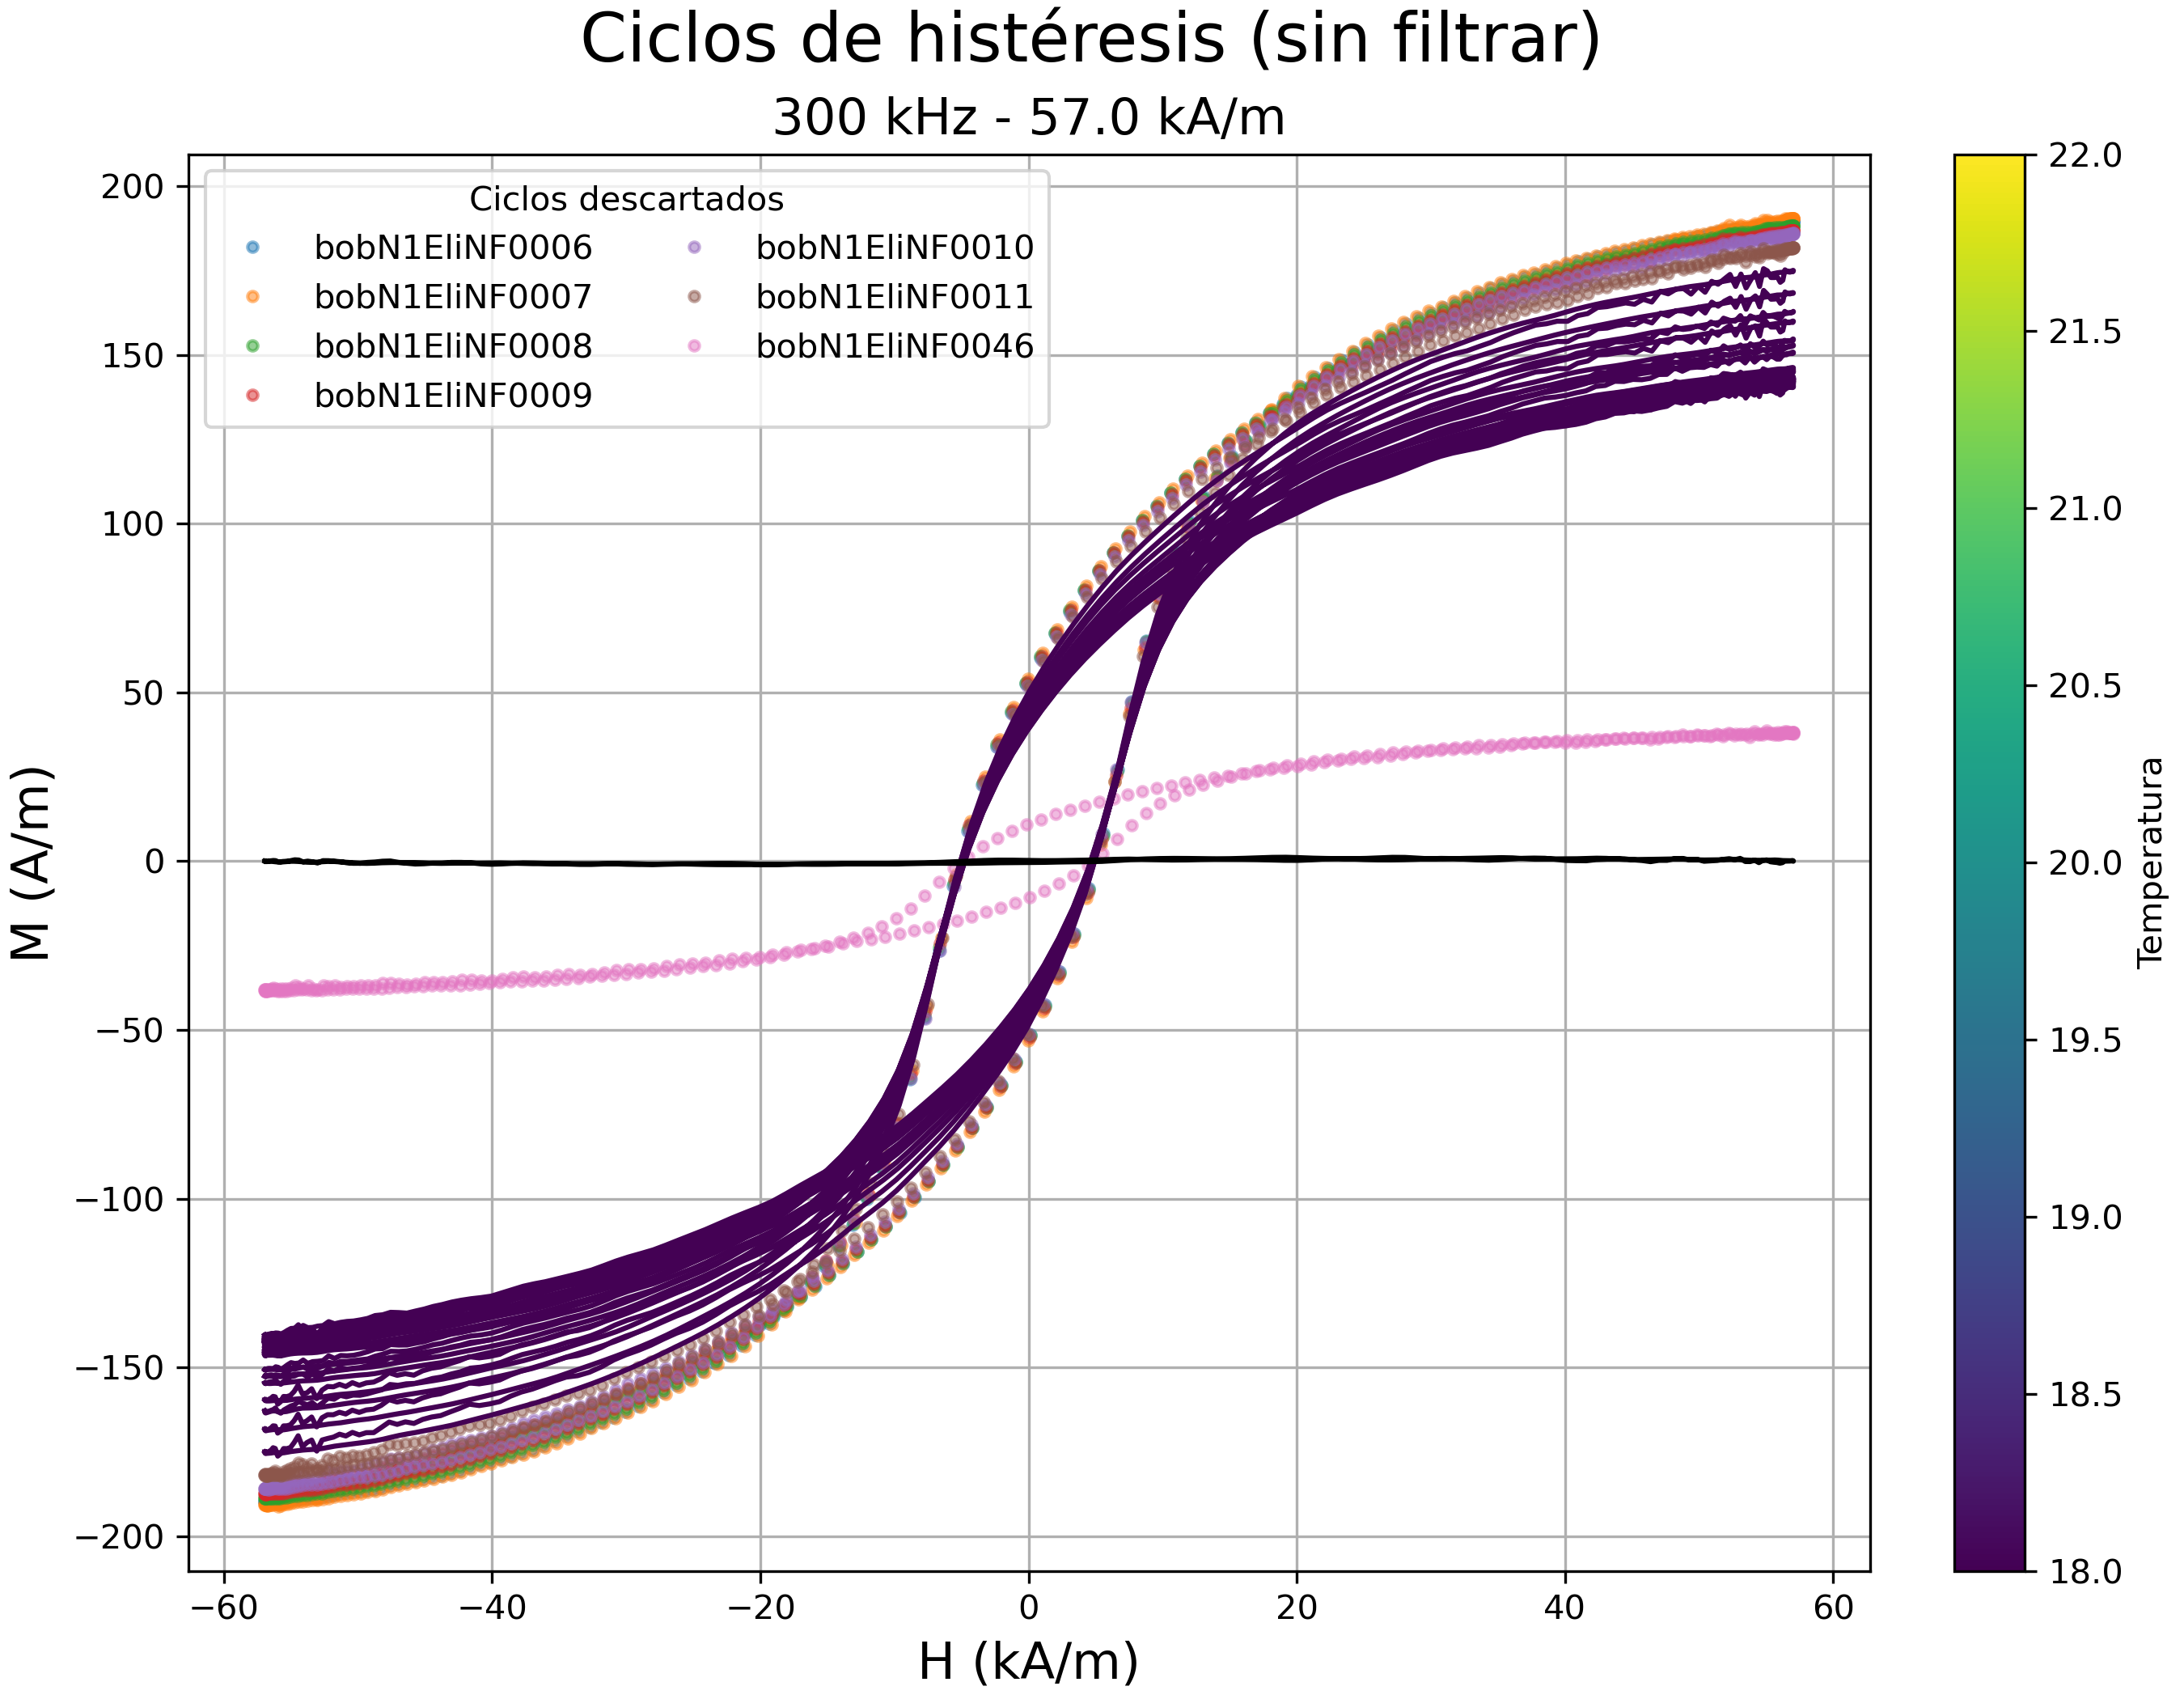 Ciclos de histéresis (sin filtrar)
300 kHz - 57.0 kA/m
Ciclos descartados
bobN1EliNF0006
bobN1EliNF0007
bobN1EliNF0008
bobN1EliNF0009
bobN1EliNF0010
bobN1EliNF0011
bobN1EliNF0046
M (A/m)
200
150
100
50
0
−50
−100
−150
−200
−60
−40
−20
0
20
40
60
H (kA/m)
22.0
21.5
21.0
20.5
20.0
19.5
19.0
18.5
18.0
Temperatura